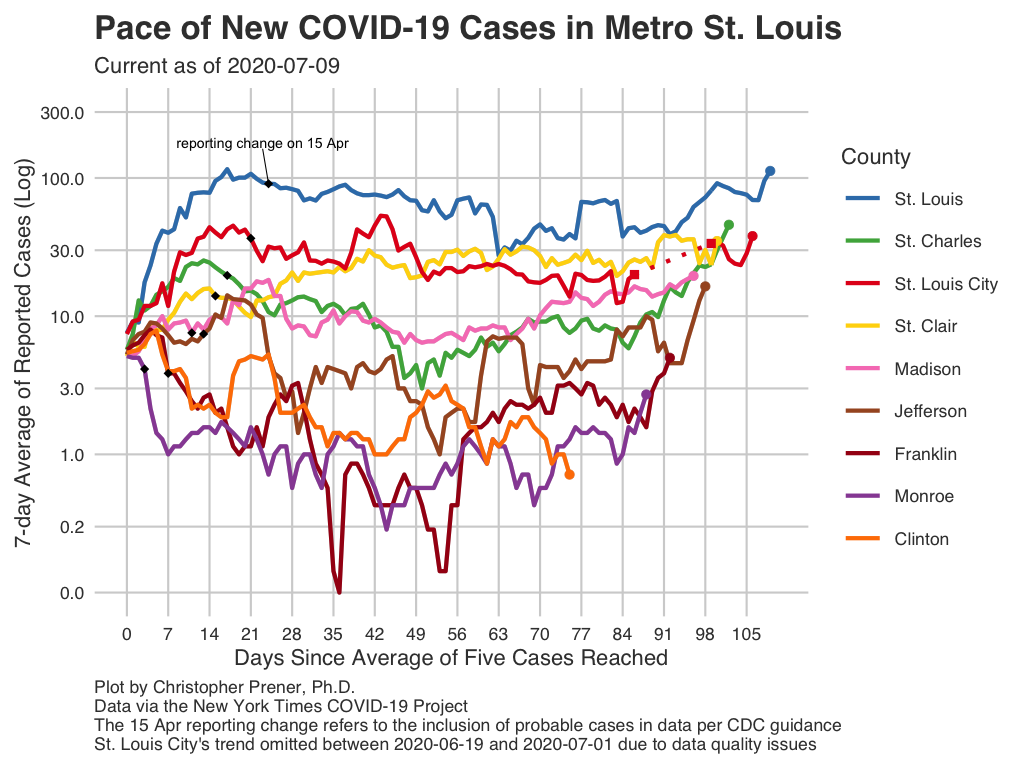 Pace of New COVID-19 Cases in Metro St. Louis
Current as of 2020-07-09
7-day Average of Reported Cases (Log)
300.0
100.0
30.0
10.0
3.0
1.0
0.2
0.0
reporting change on 15 Apr
0 7 14 21 28 35 42 49 56 63 70 77 84 91 98 105
Days Since Average of Five Cases Reached
County
St. Louis
St. Charles
St. Louis City
St. Clair
Madison
Jefferson
Franklin
Monroe
Clinton
Plot by Christopher Prener, Ph.D.
Data via the New York Times COVID-19 Project
The 15 Apr reporting change refers to the inclusion of probable cases in data per CDC guidance
St. Louis City's trend omitted between 2020-06-19 and 2020-07-01 due to data quality issues